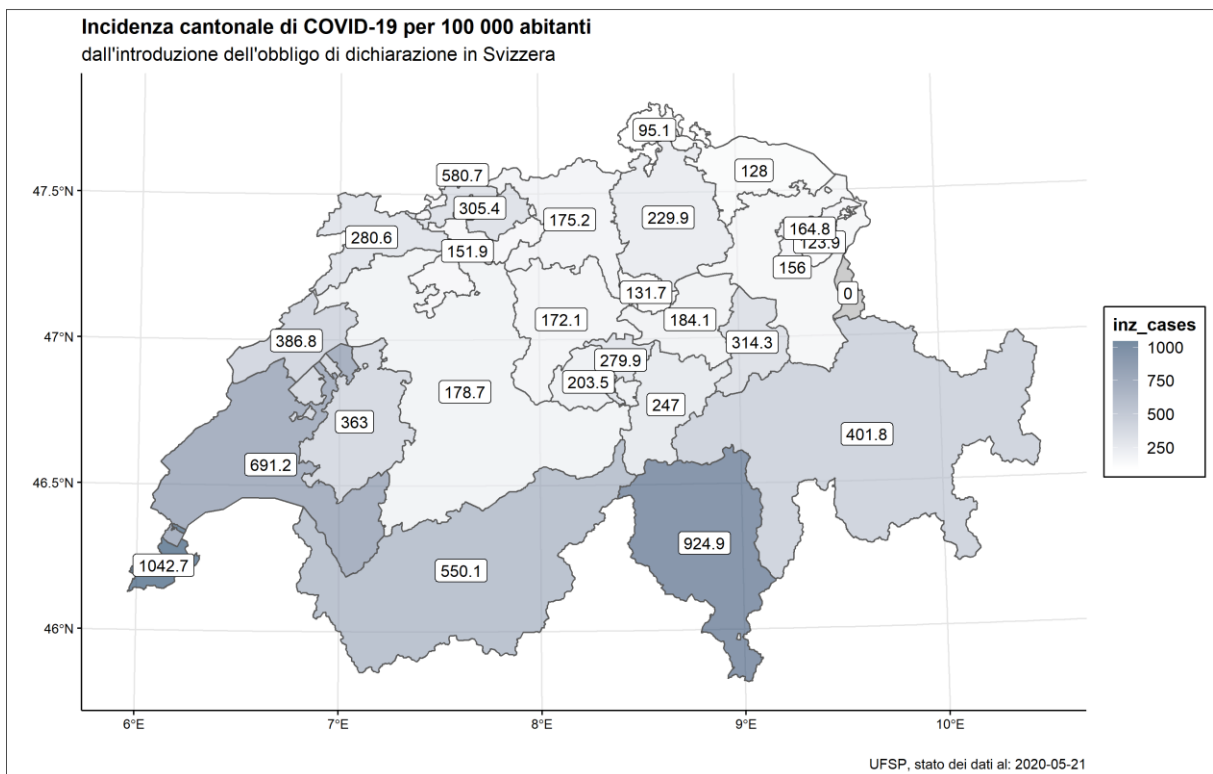 Incidenza cantonale di COVID-19 per 100 000 abitanti
dall'introduzione dell'obbligo di dichiarazione in Svizzera
95.1
580.7
128
47.5°N
305.4
175.2
229.9
164.8
280.6
123.9
151.9
156
131.7
0
172.1
184.1
47°N
386.8
314.3
279.9
203.5
178.7
247
363
401.8
691.2
46.5°N
924.9
1042.7
550.1
46°N
6°E
7°E
8°E
9°E
10°E
inz_cases
1000
750
500
250
UFSP, stato dei dati al: 2020-05-21